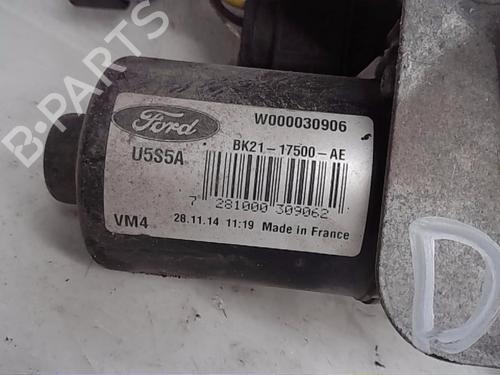 B-PARTS
Ford
W000030906
U5S5A
BK21-17500-AE
7 281000 309062
VM4
28.11.14 11:19 Made in France
D